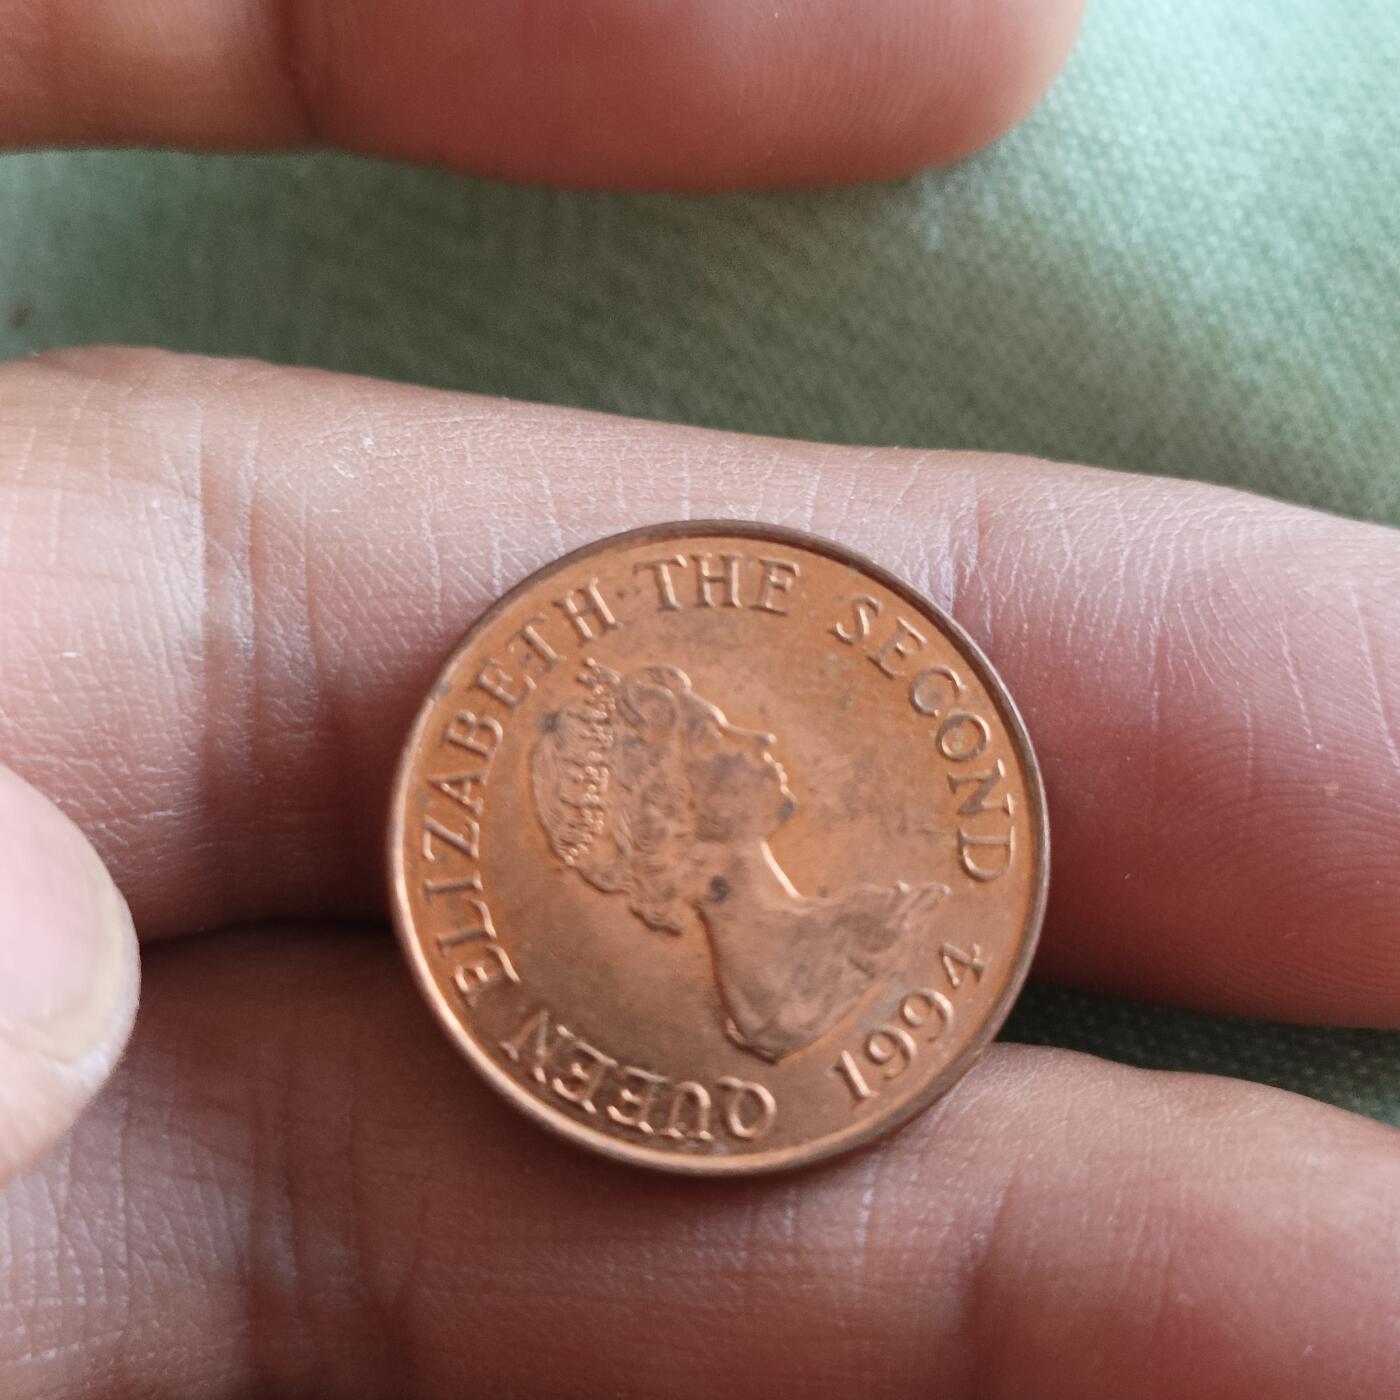 QUEEN ELIZABETH THE SECOND
1994